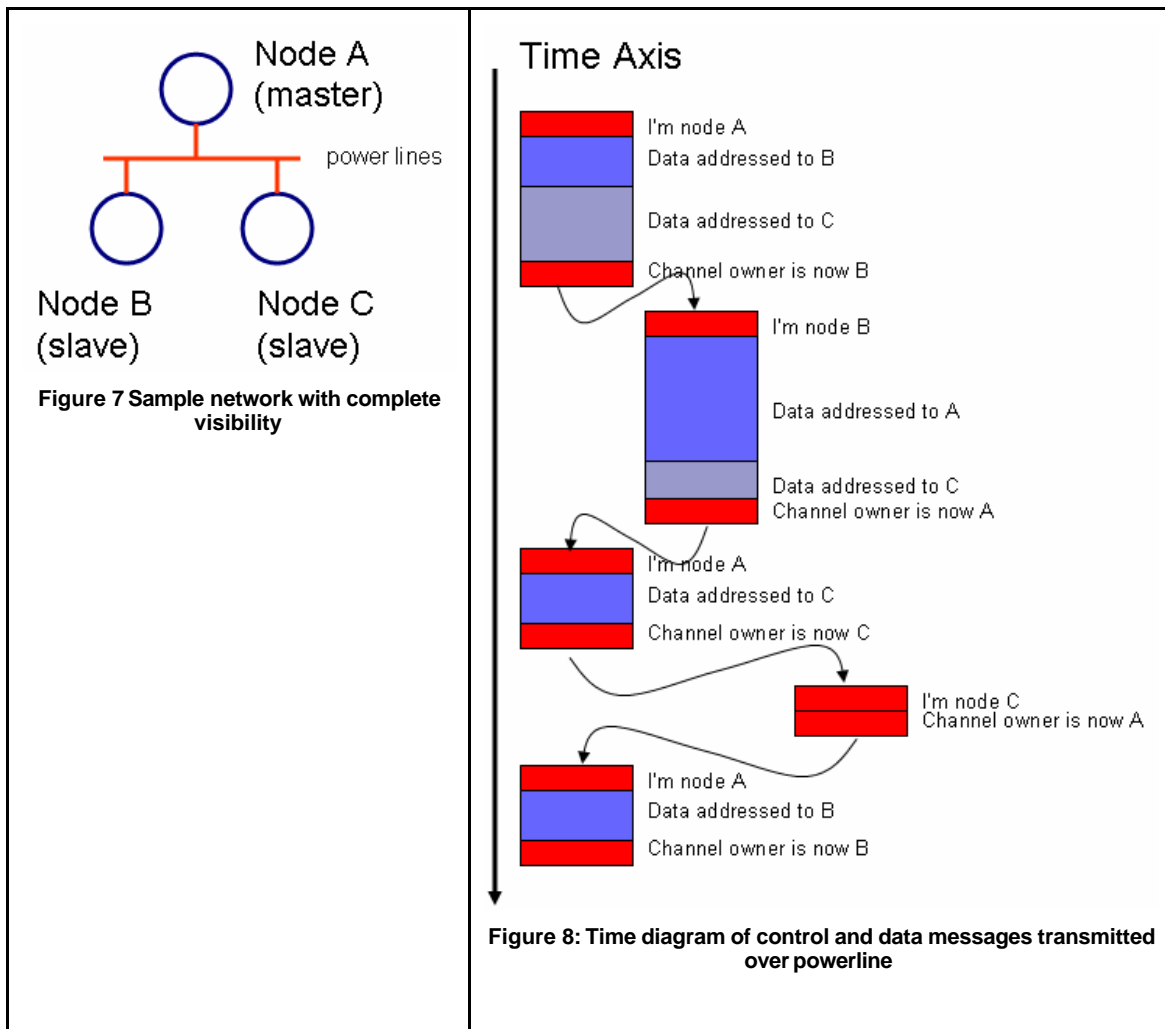 Node A
(master)
power lines
Node B
(slave)
Node C
(slave)
Figure 7 Sample network with complete
visibility
Time Axis
I'm node A
Data addressed to B
Data addressed to C
Channel owner is now B
I'm node B
Data addressed to A
Data addressed to C
Channel owner is now A
I'm node A
Data addressed to C
Channel owner is now C
I'm node C
Channel owner is now A
I'm node A
Data addressed to B
Channel owner is now B
Figure 8: Time diagram of control and data messages transmitted
over powerline